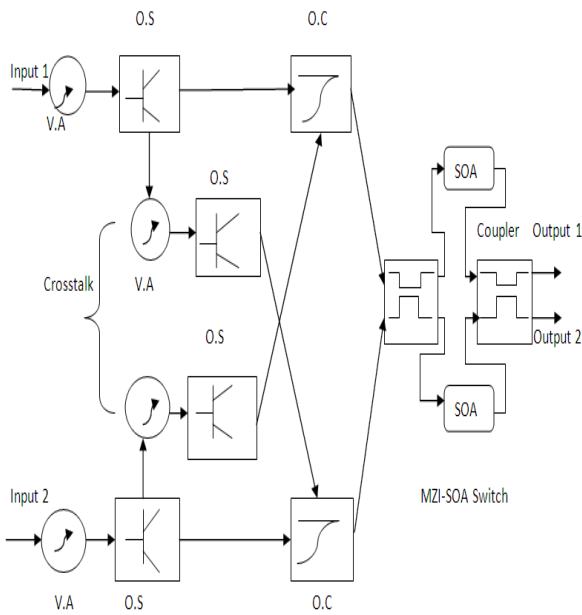 O.S
O.C
Input 1
V.A
O.S
SOA
Coupler
Output 1
Crosstalk
V.A
Output 2
O.S
SOA
MZI-SOA Switch
Input 2
V.A
O.S
O.C